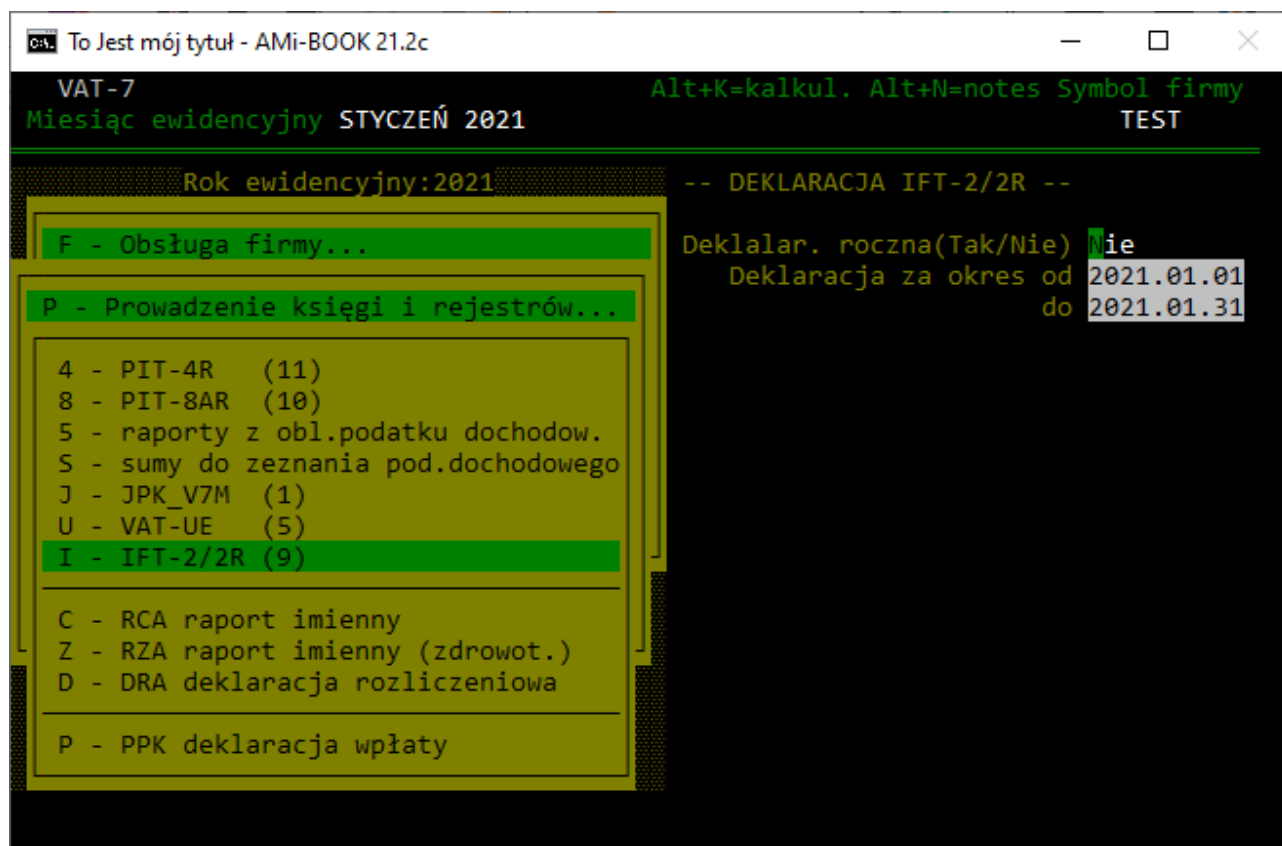 To Jest mój tytuł - AMi-BOOK 21.2c
VAT-7 Alt+K=kalkul. Alt+N=notes Symbol firmy
Miesiąc ewidencyjny STYCZEŃ 2021 TEST
Rok ewidencyjny:2021
F - Obsługa firmy...
P - Prowadzenie księgi i rejestrów...
4 - PIT-4R (11)
8 - PIT-8AR (10)
5 - raporty z obl.podatku dochodow.
S - sumy do zeznania pod.dochodowego
J - JPK_V7M (1)
U - VAT-UE (5)
I - IFT-2/2R (9)
C - RCA raport imienny
Z - RZA raport imienny (zdrowot.)
D - DRA deklaracja rozliczeniowa
P - PPK deklaracja wpłaty
-- DEKLARACJA IFT-2/2R --
Deklalar. roczna(Tak/Nie) Nie
Deklaracja za okres od 2021.01.01
do 2021.01.31